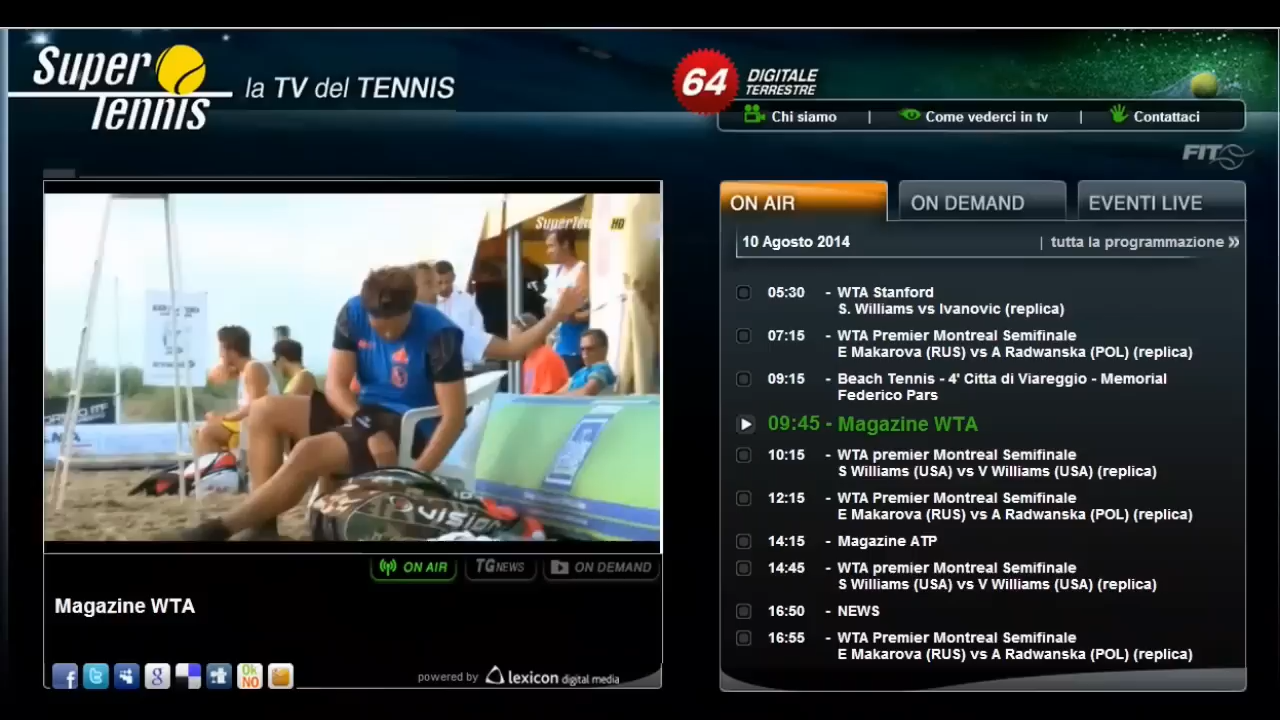 Super Tennis
la TV del TENNIS
64
DIGITALE
TERRESTRE
Chi siamo | Come vederci in tv | Contattaci
FIT
ON AIR
ON DEMAND
EVENTI LIVE
10 Agosto 2014
| tutta la programmazione »
05:30 - WTA Stanford
S. Williams vs Ivanovic (replica)
07:15 - WTA Premier Montreal Semifinale
E Makarova (RUS) vs A Radwanska (POL) (replica)
09:15 - Beach Tennis - 4' Citta di Viareggio - Memorial
Federico Pars
09:45 - Magazine WTA
10:15 - WTA premier Montreal Semifinale
S Williams (USA) vs V Williams (USA) (replica)
12:15 - WTA Premier Montreal Semifinale
E Makarova (RUS) vs A Radwanska (POL) (replica)
14:15 - Magazine ATP
14:45 - WTA premier Montreal Semifinale
S Williams (USA) vs V Williams (USA) (replica)
16:50 - NEWS
16:55 - WTA Premier Montreal Semifinale
E Makarova (RUS) vs A Radwanska (POL) (replica)
HD
vision
ON AIR
TG NEWS
ON DEMAND
Magazine WTA
Ok
NO
powered by lexicon digital media